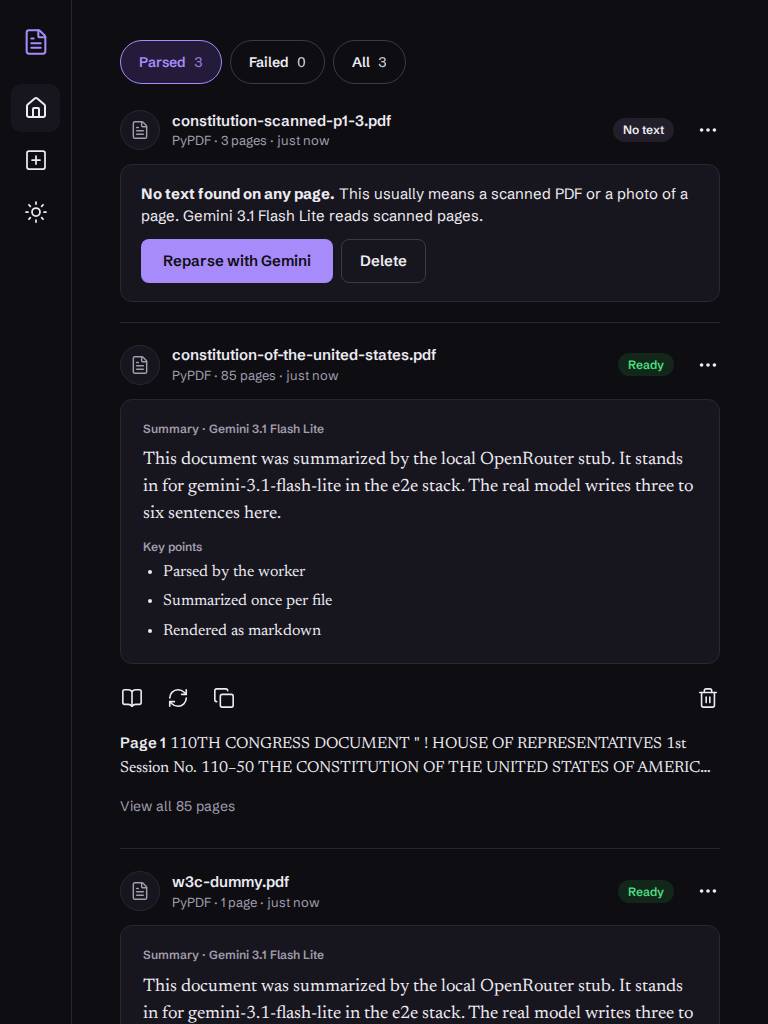 Parsed 3 Failed 0 All 3
constitution-scanned-p1-3.pdf
PyPDF · 3 pages · just now
No text
No text found on any page. This usually means a scanned PDF or a photo of a
page. Gemini 3.1 Flash Lite reads scanned pages.
Reparse with Gemini Delete
constitution-of-the-united-states.pdf
PyPDF · 85 pages · just now
Ready
Summary · Gemini 3.1 Flash Lite
This document was summarized by the local OpenRouter stub. It stands
in for gemini-3.1-flash-lite in the e2e stack. The real model writes three to
six sentences here.
Key points
• Parsed by the worker
• Summarized once per file
• Rendered as markdown
Page 1 110TH CONGRESS DOCUMENT " ! HOUSE OF REPRESENTATIVES 1st
Session No. 110–50 THE CONSTITUTION OF THE UNITED STATES OF AMERIC...
View all 85 pages
w3c-dummy.pdf
PyPDF · 1 page · just now
Ready
Summary · Gemini 3.1 Flash Lite
This document was summarized by the local OpenRouter stub. It stands
in for gemini-3.1-flash-lite in the e2e stack. The real model writes three to